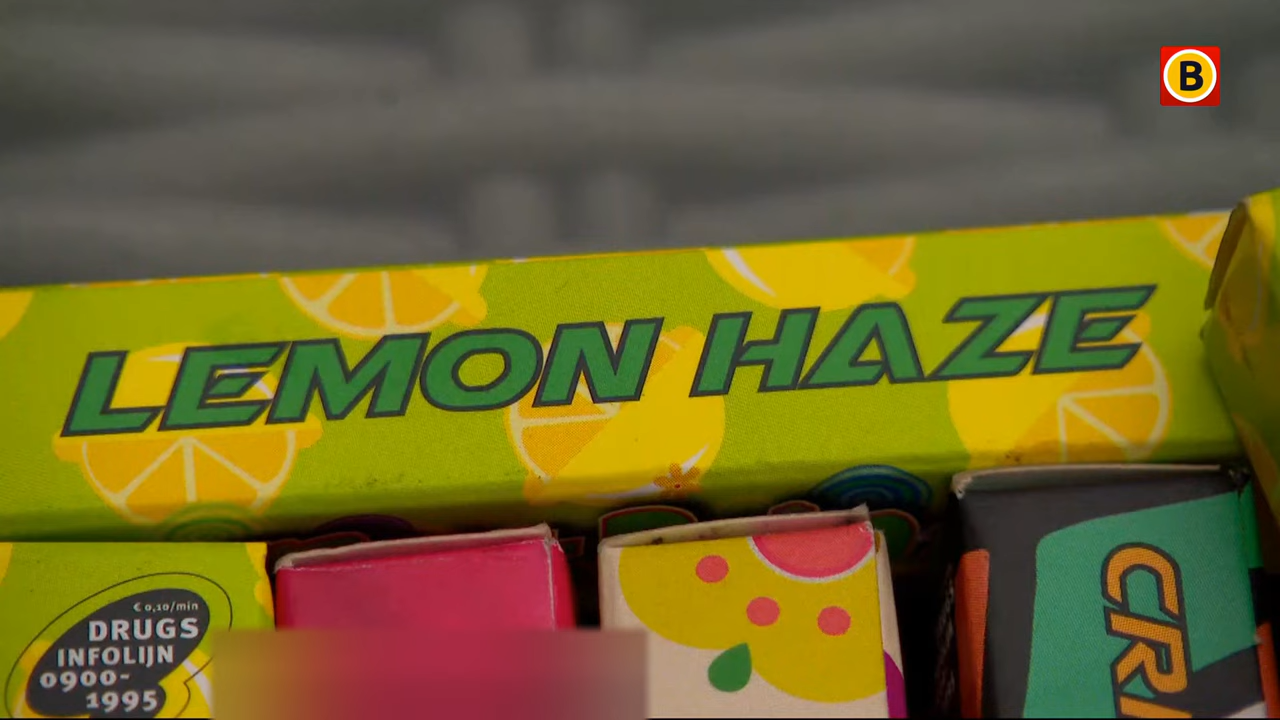 B
LEMON HAZE
€ 0,10/min
DRUGS
INFOLIJN
0900-
1995